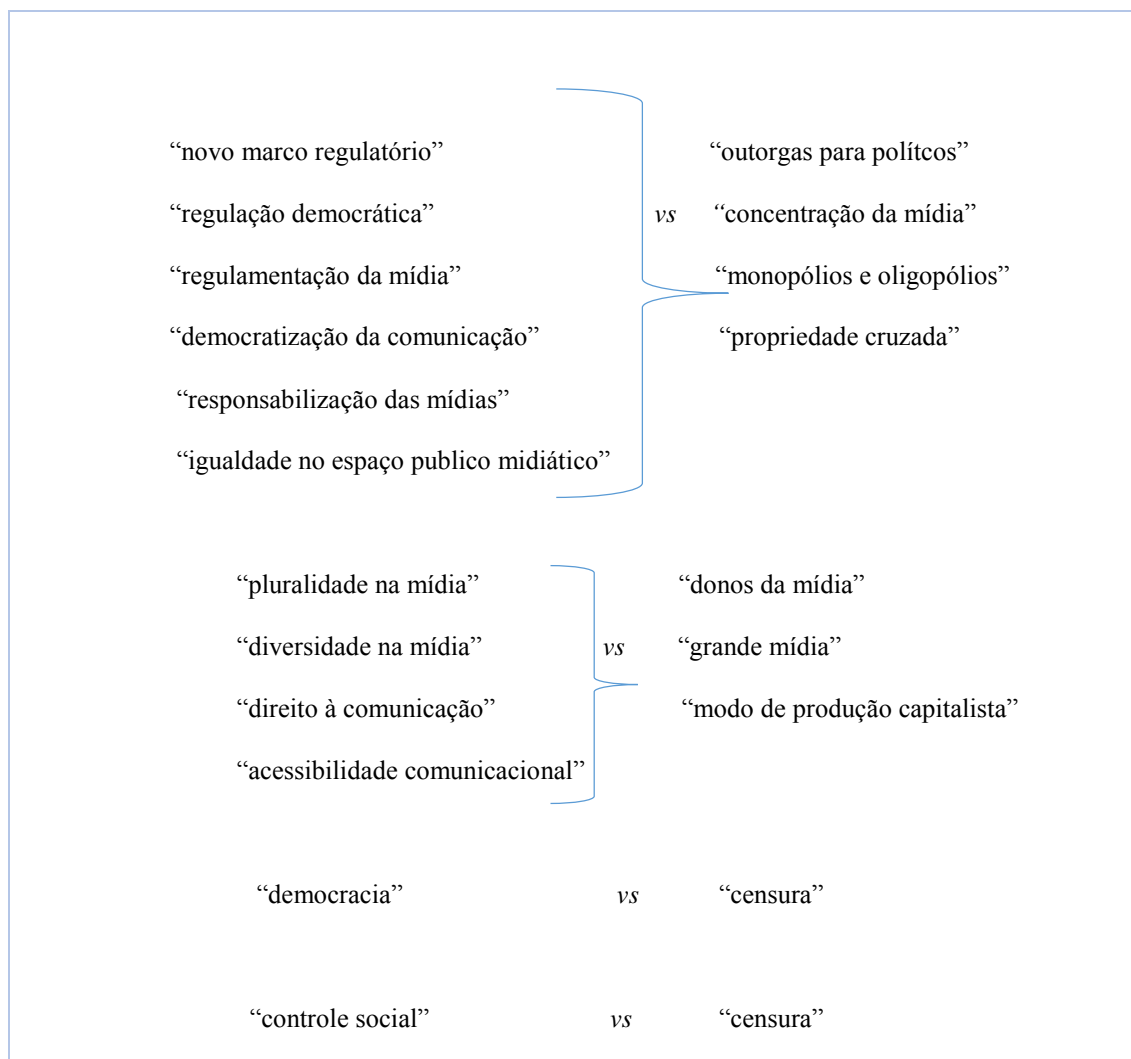 “novo marco regulatório” “outorgas para polítcos”
“regulação democrática” vs “concentração da mídia”
“regulamentação da mídia” “monopólios e oligopólios”
“democratização da comunicação” “propriedade cruzada”
“responsabilização das mídias”
“igualdade no espaço publico midiático”
“pluralidade na mídia” “donos da mídia”
“diversidade na mídia” vs “grande mídia”
“direito à comunicação” “modo de produção capitalista”
“acessibilidade comunicacional”
“democracia” vs “censura”
“controle social” vs “censura”